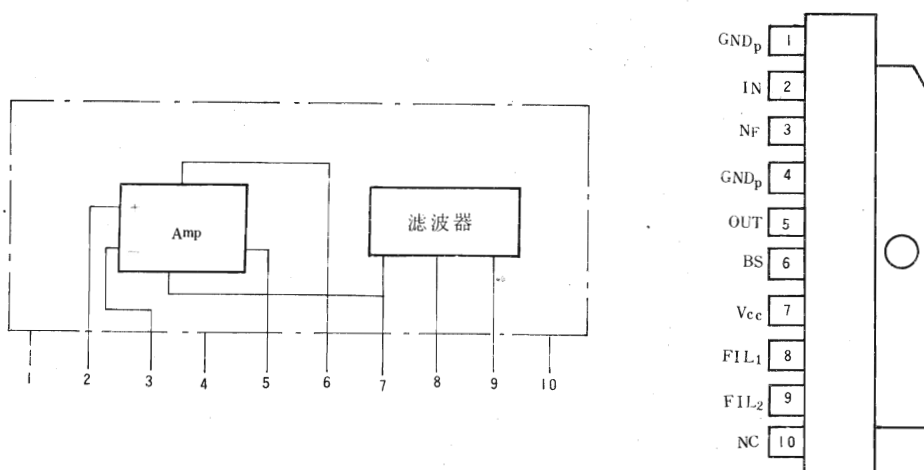 +
Amp
−
滤波器
1 2 3 4 5 6 7 8 9 10
GNDp 1
IN 2
NF 3
GNDp 4
OUT 5
BS 6
Vcc 7
FIL1 8
FIL2 9
NC 10